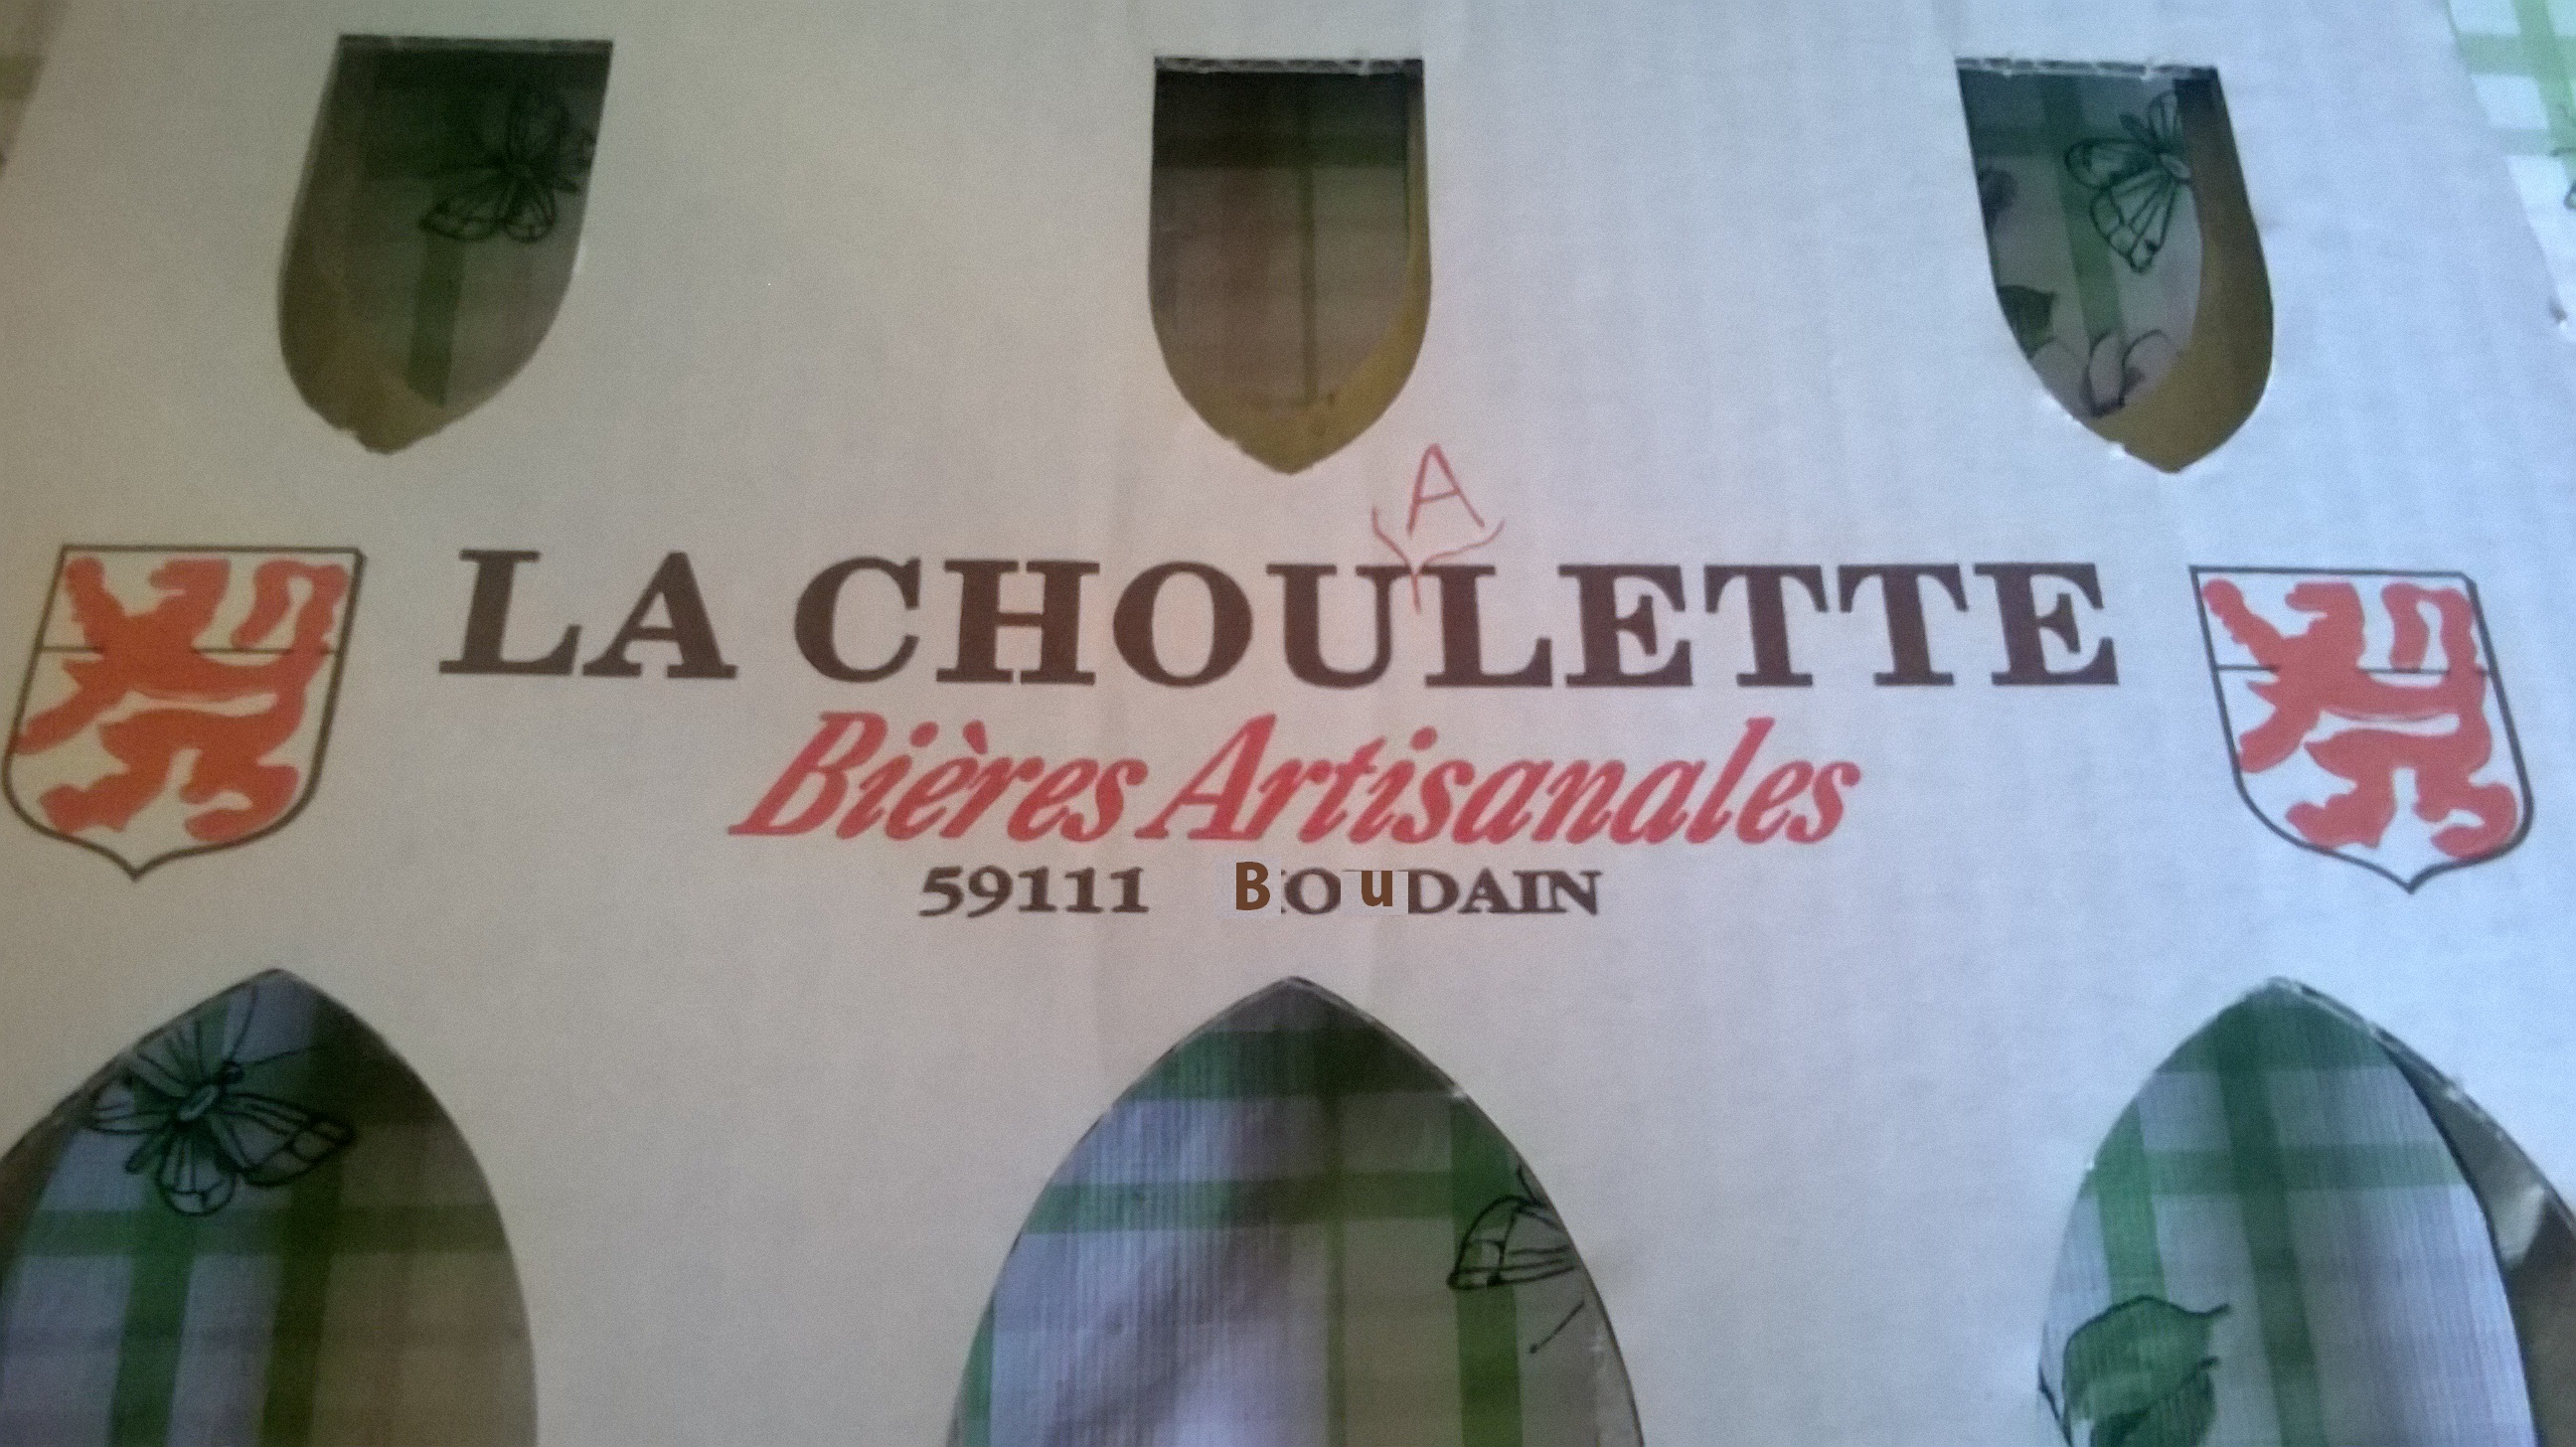 A
LA CHOULETTE
Bières Artisanales
59111 BOuDAIN